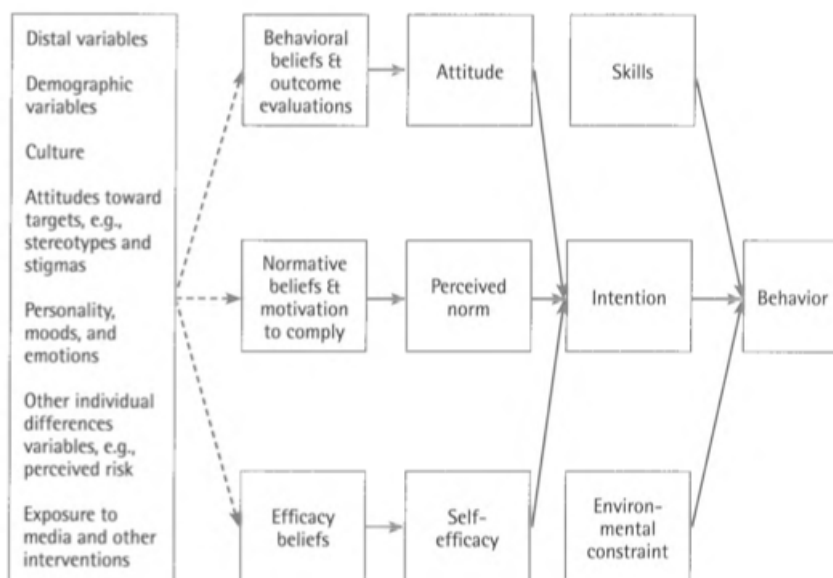 Distal variables
Demographic
variables
Culture
Attitudes toward
targets, e.g.,
stereotypes and
stigmas
Personality,
moods, and
emotions
Other individual
differences
variables, e.g.,
perceived risk
Exposure to
media and other
interventions
Behavioral
beliefs &
outcome
evaluations
Attitude
Skills
Normative
beliefs &
motivation
to comply
Perceived
norm
Intention
Behavior
Efficacy
beliefs
Self-
efficacy
Environ-
mental
constraint